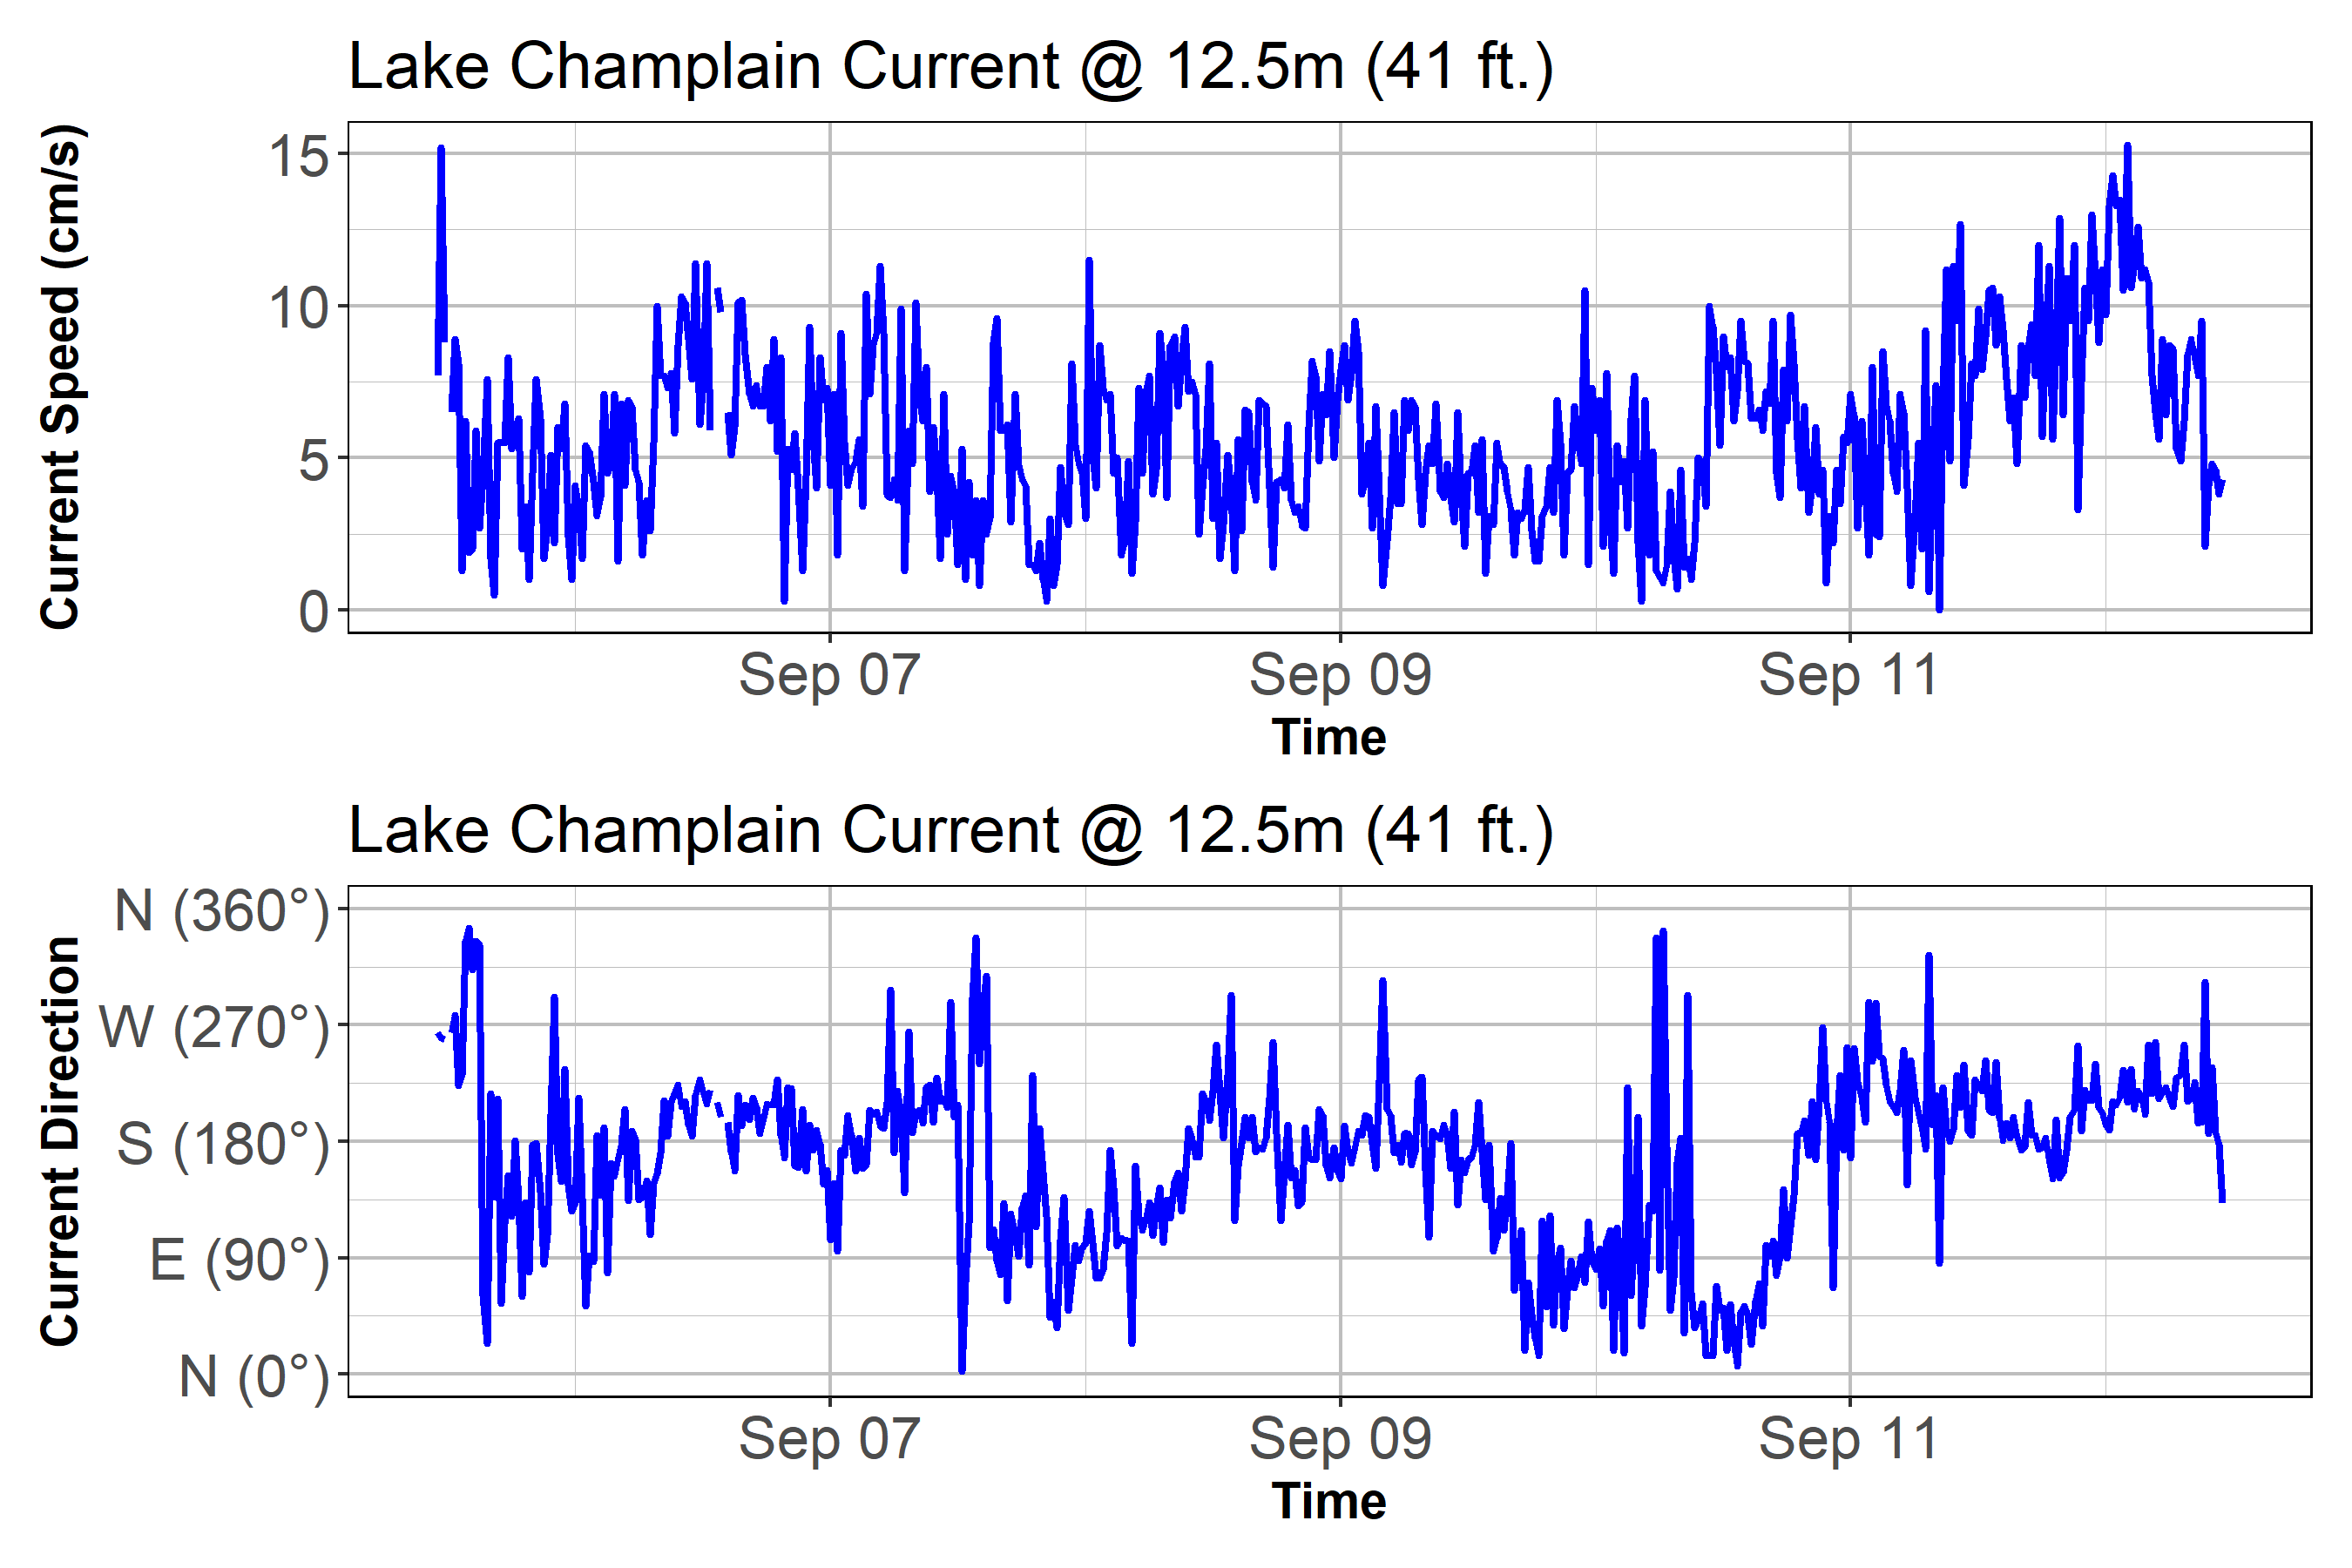 Lake Champlain Current @ 12.5m (41 ft.)
Current Speed (cm/s)
15
10
5
0
Sep 07 Sep 09 Sep 11
Time
Lake Champlain Current @ 12.5m (41 ft.)
Current Direction
N (360°)
W (270°)
S (180°)
E (90°)
N (0°)
Sep 07 Sep 09 Sep 11
Time